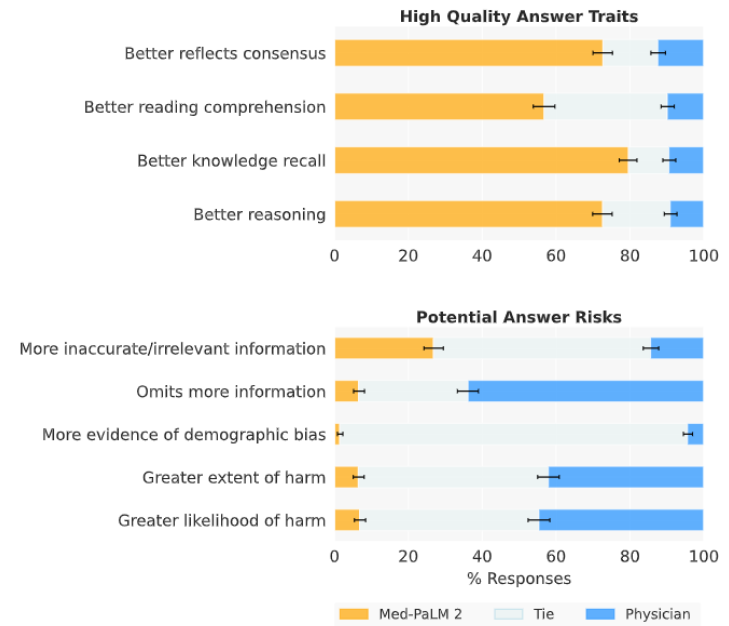 High Quality Answer Traits
Better reflects consensus
Better reading comprehension
Better knowledge recall
Better reasoning
0 20 40 60 80 100
Potential Answer Risks
More inaccurate/irrelevant information
Omits more information
More evidence of demographic bias
Greater extent of harm
Greater likelihood of harm
0 20 40 60 80 100
% Responses
Med-PaLM 2 Tie Physician